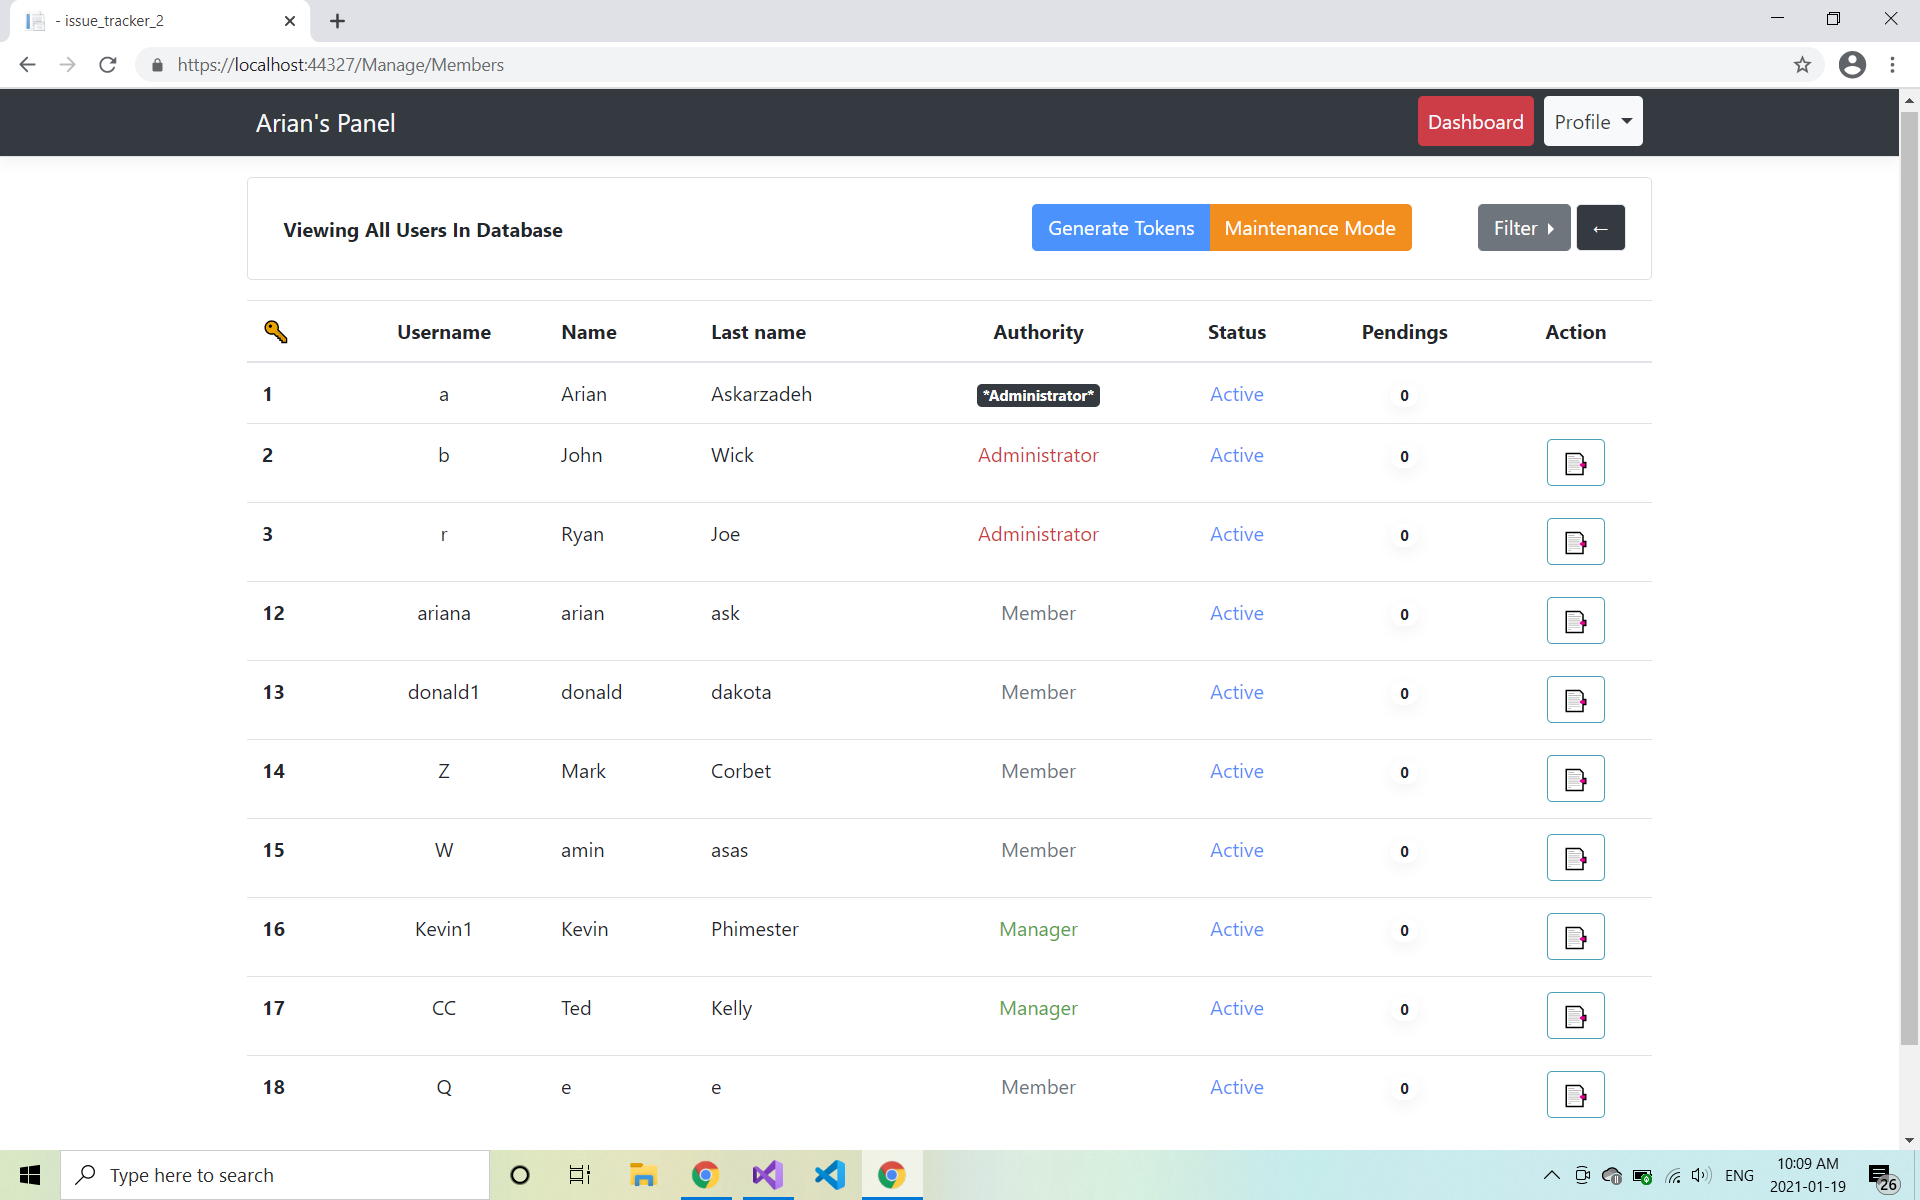 - issue_tracker_2
https://localhost:44327/Manage/Members
Arian's Panel
Dashboard
Profile
Viewing All Users In Database
Generate Tokens
Maintenance Mode
Filter
←
Username Name Last name Authority Status Pendings Action
1 a Arian Askarzadeh *Administrator* Active 0
2 b John Wick Administrator Active 0
3 r Ryan Joe Administrator Active 0
12 ariana arian ask Member Active 0
13 donald1 donald dakota Member Active 0
14 Z Mark Corbet Member Active 0
15 W amin asas Member Active 0
16 Kevin1 Kevin Phimester Manager Active 0
17 CC Ted Kelly Manager Active 0
18 Q e e Member Active 0
Type here to search
ENG
10:09 AM
2021-01-19
26